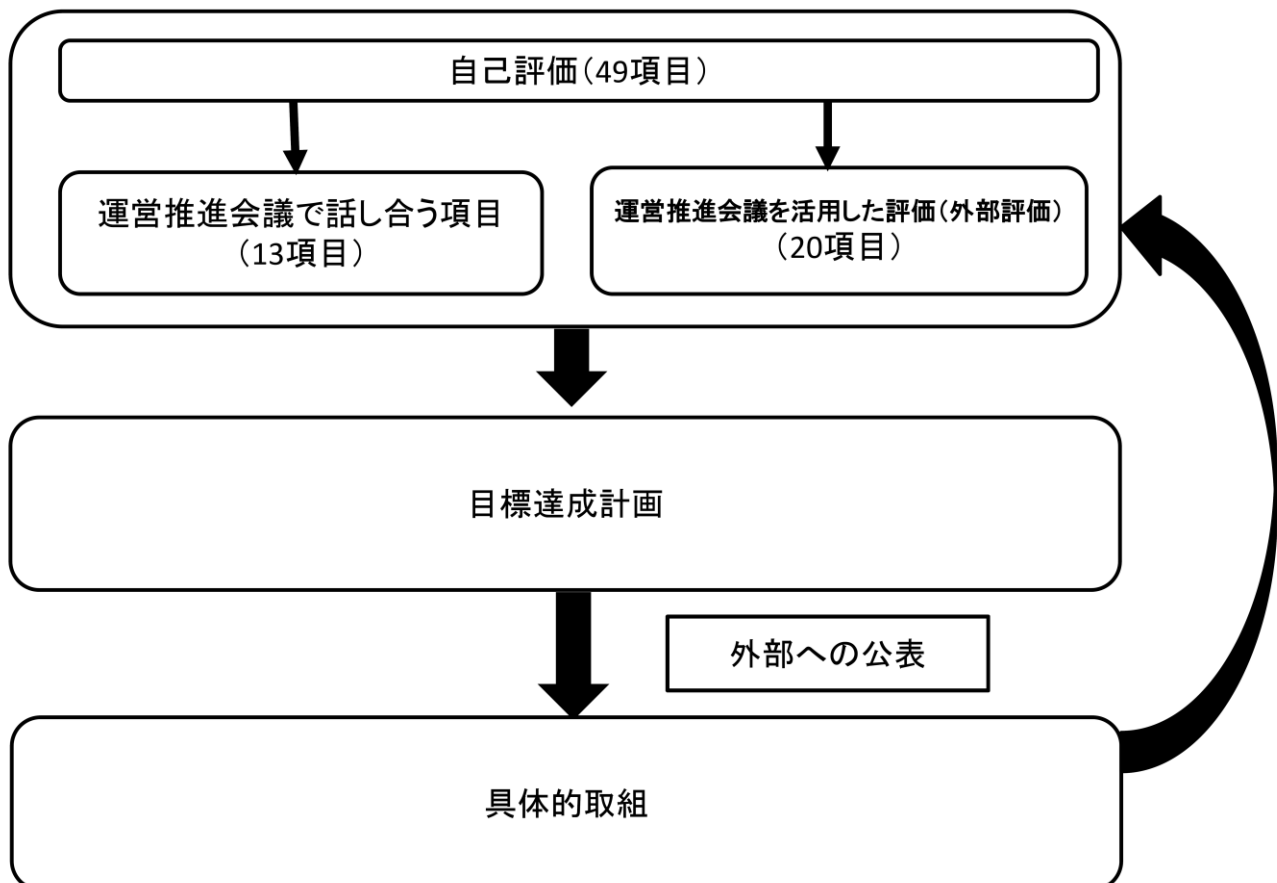 自己評価（49項目）
運営推進会議で話し合う項目
（13項目）
運営推進会議を活用した評価（外部評価）
（20項目）
目標達成計画
外部への公表
具体的取組